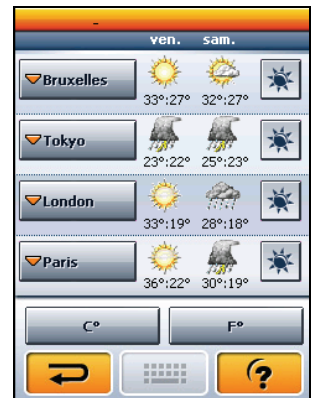 -
ven. sam.
Bruxelles
33°:27° 32°:27°
Tokyo
23°:22° 25°:23°
London
33°:19° 28°:18°
Paris
36°:22° 30°:19°
C° F°
?